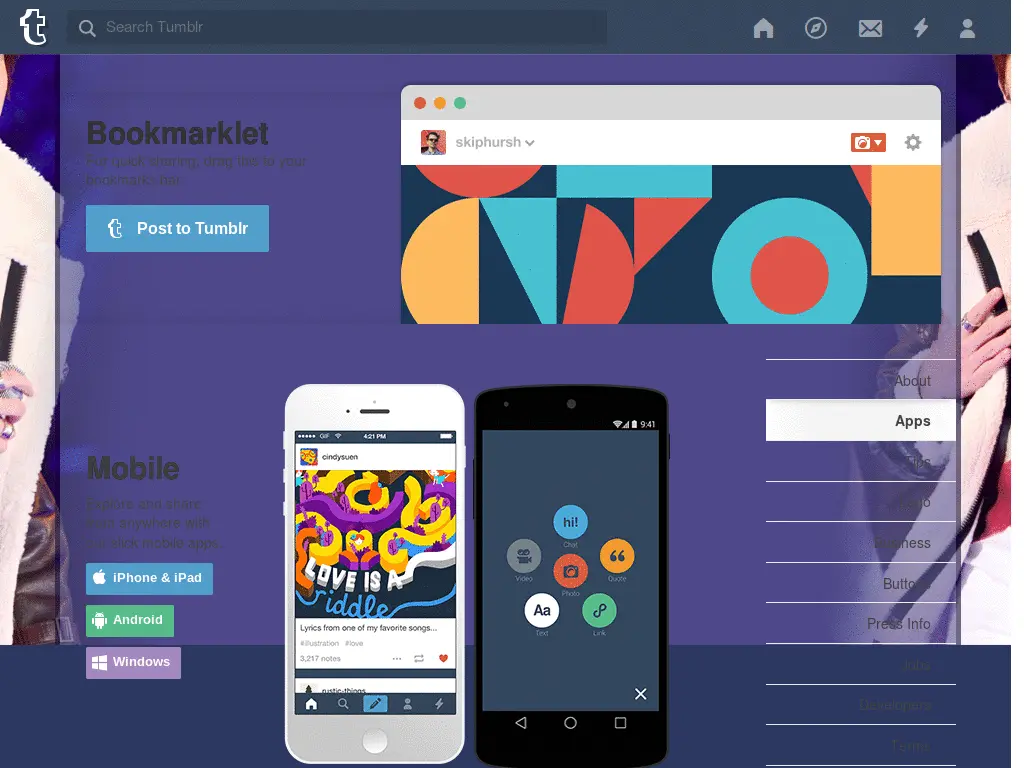 t
Search Tumblr
Bookmarklet
For quick sharing, drag this to your
bookmarks bar.
Post to Tumblr
skiphursh
Mobile
Explore and share
from anywhere with
mobile apps.
iPhone & iPad
Android
Windows
GIF
4:21 PM
cindysuen
LOVE IS A
riddle
Lyrics from one of my favorite songs...
#illustration #love
3,217 notes
rustic-things
9:41
hi!
Chat
Video
Quote
Photo
Aa
Text
Link
About
Apps
Tips
Business
Buttons
Press Info
Jobs
Developers
Terms